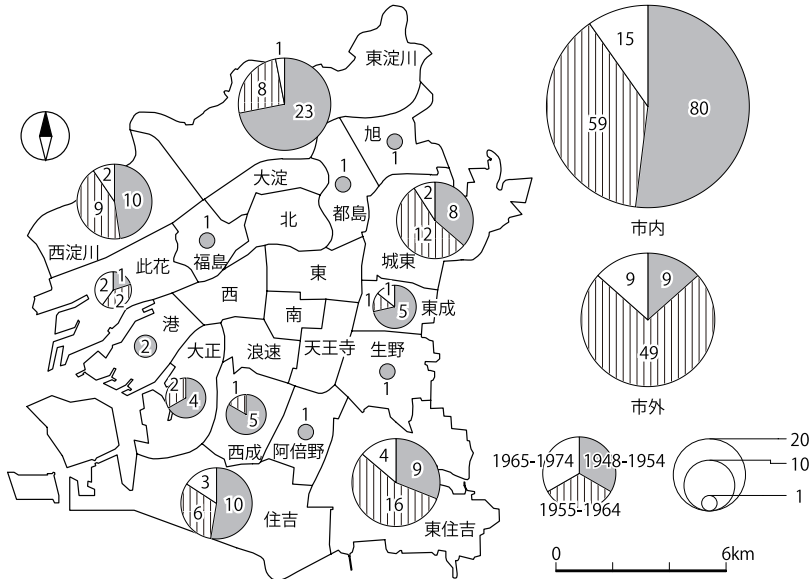 東淀川
1
8
23
15
80
59
市内
旭
1
大淀
1
都島
2
10
9
西淀川
北
1
福島
2
8
12
城東
此花
2
1
2
西
東
1
1
5
東成
9
9
49
市外
港
2
大正
浪速
南
天王寺
生野
1
2
4
1
5
西成
1
阿倍野
4
9
16
東住吉
3
10
6
住吉
1965-1974
1948-1954
1955-1964
20
10
1
0
6km